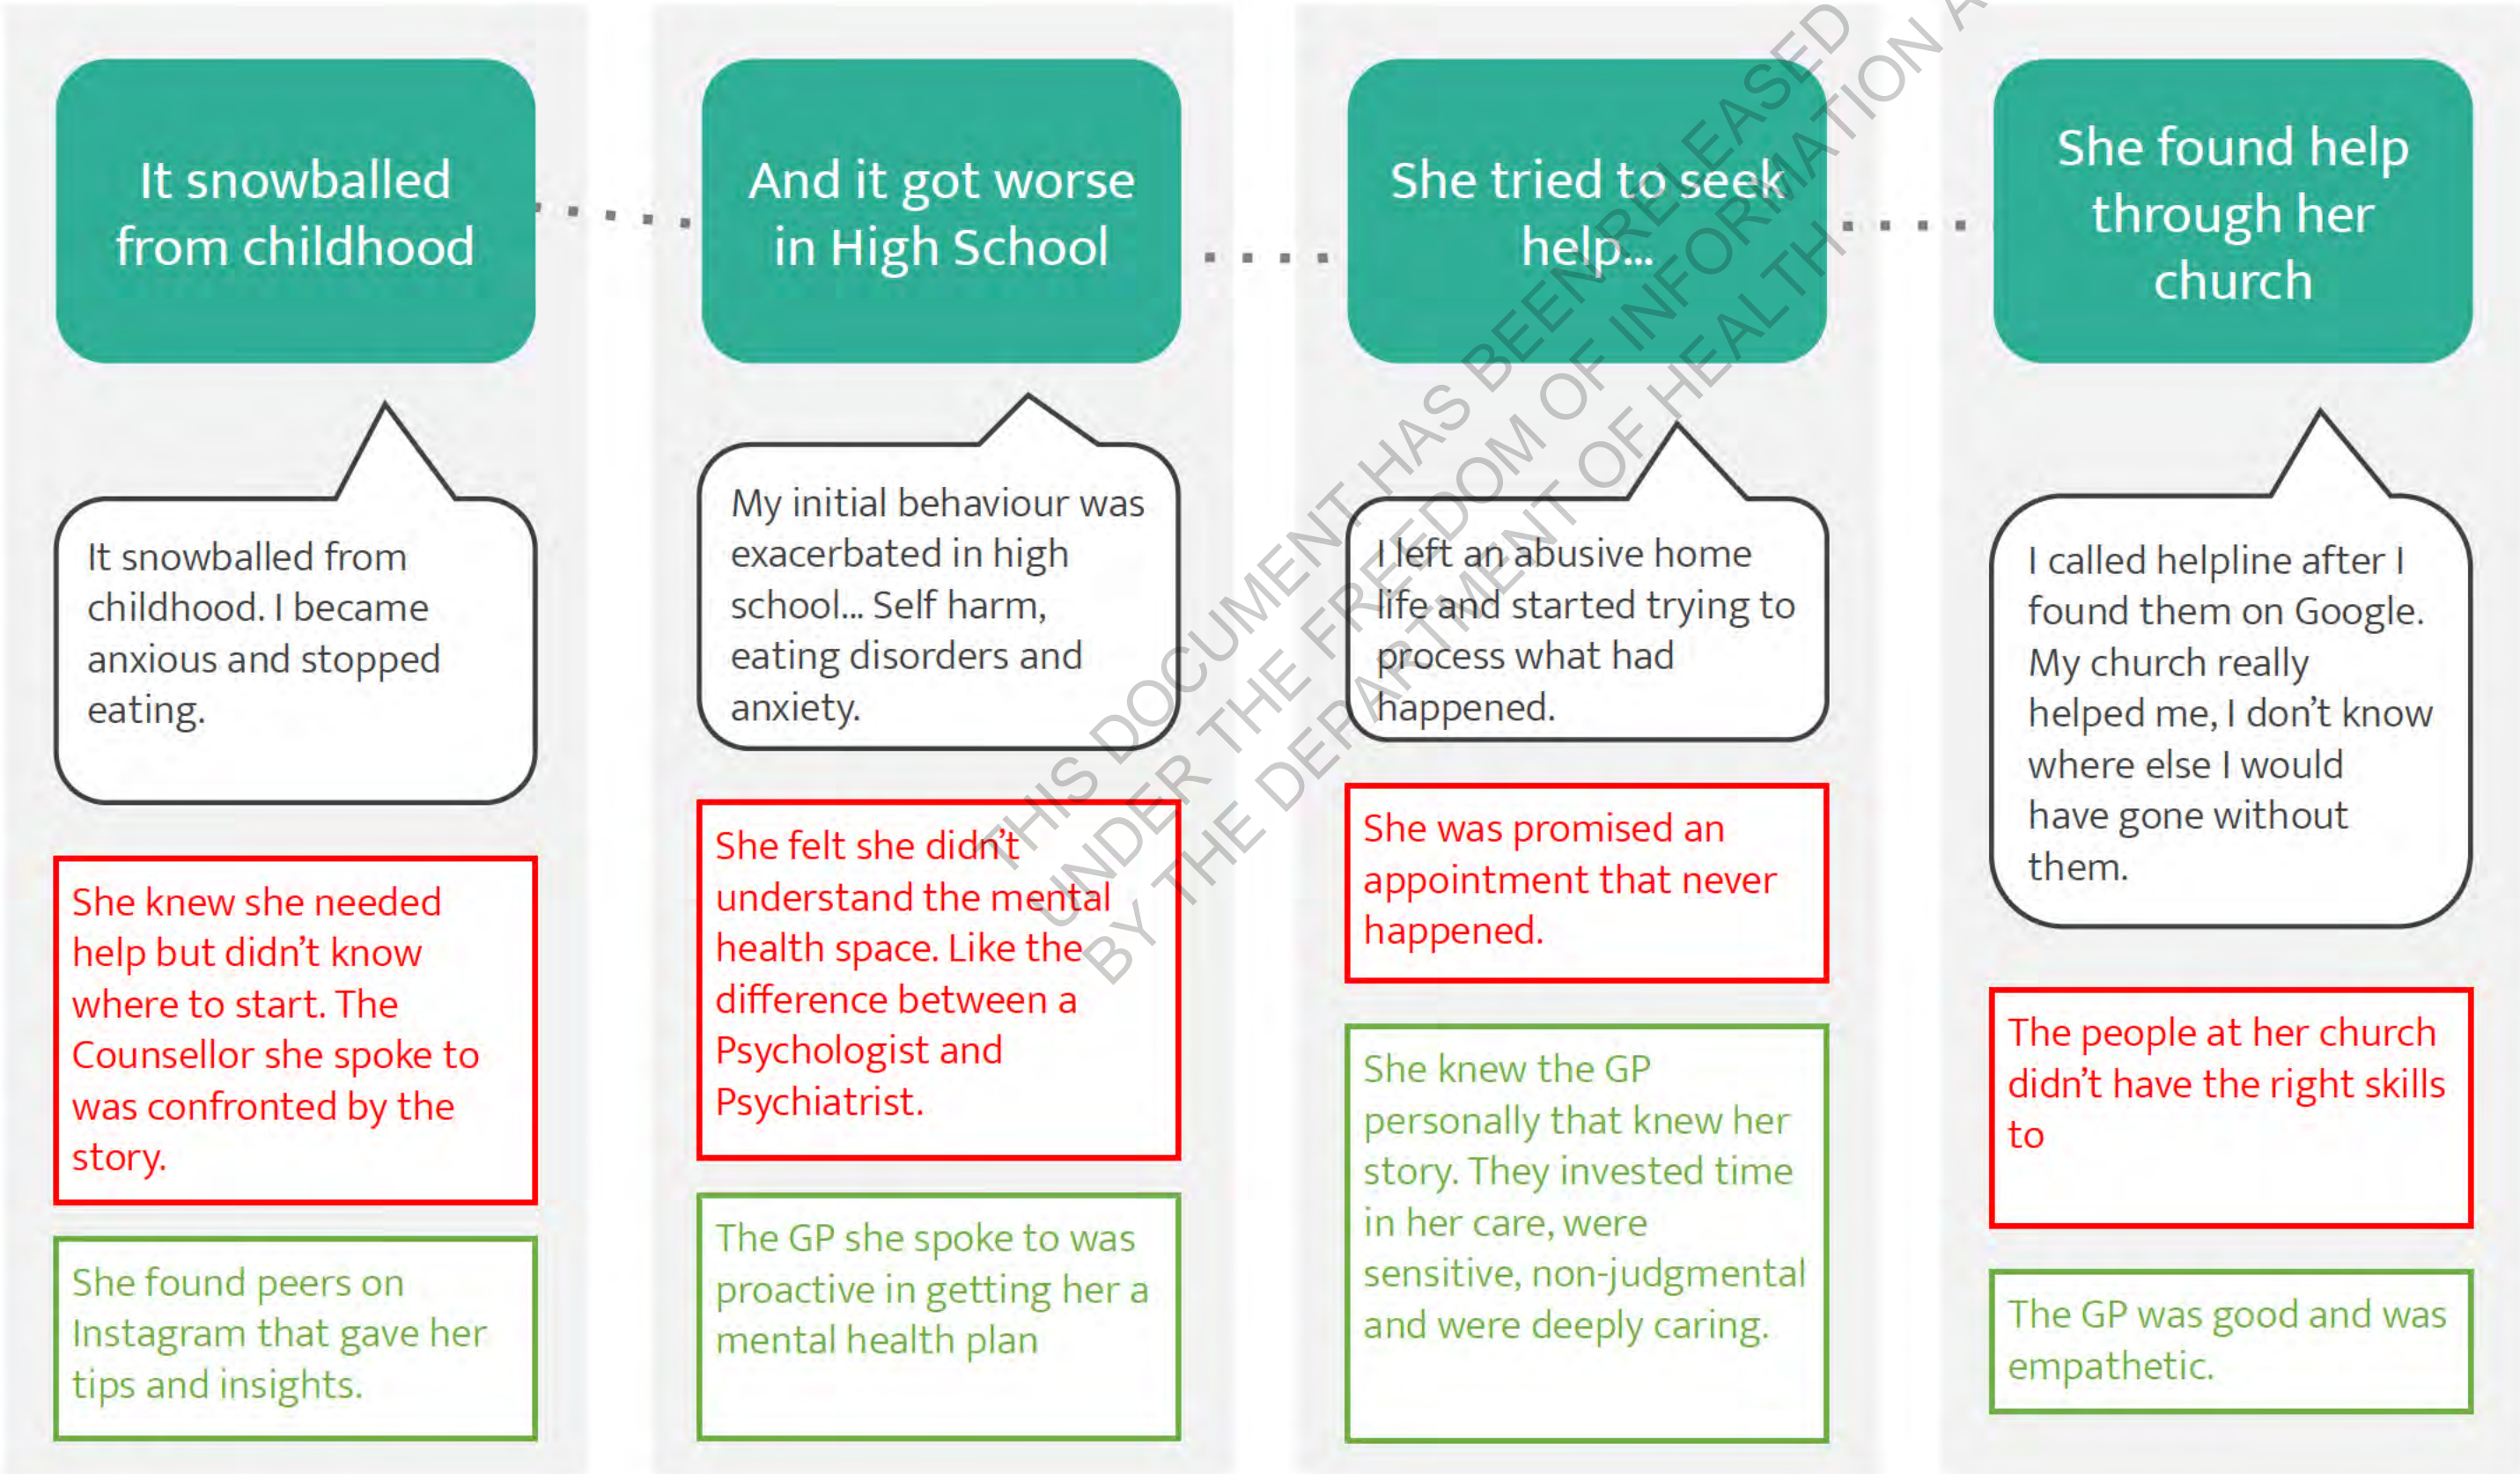 It snowballed
from childhood
It snowballed from
childhood. I became
anxious and stopped
eating.
She knew she needed
help but didn't know
where to start. The
Counsellor she spoke to
was confronted by the
story.
She found peers on
Instagram that gave her
tips and insights.
And it got worse
in High School
My initial behaviour was
exacerbated in high
school... Self harm,
eating disorders and
anxiety.
She felt she didn't
understand the mental
health space. Like the
difference between a
Psychologist and
Psychiatrist.
The GP she spoke to was
proactive in getting her a
mental health plan
She tried to seek
help...
I left an abusive home
life and started trying to
process what had
happened.
She was promised an
appointment that never
happened.
She knew the GP
personally that knew her
story. They invested time
in her care, were
sensitive, non-judgmental
and were deeply caring.
She found help
through her
church
I called helpline after I
found them on Google.
My church really
helped me, I don't know
where else I would
have gone without
them.
The people at her church
didn't have the right skills
to
The GP was good and was
empathetic.
THIS DOCUMENT HAS BEEN RELEASED
UNDER THE FREEDOM OF INFORMATION
BY THE DEPARTMENT OF HEALTH